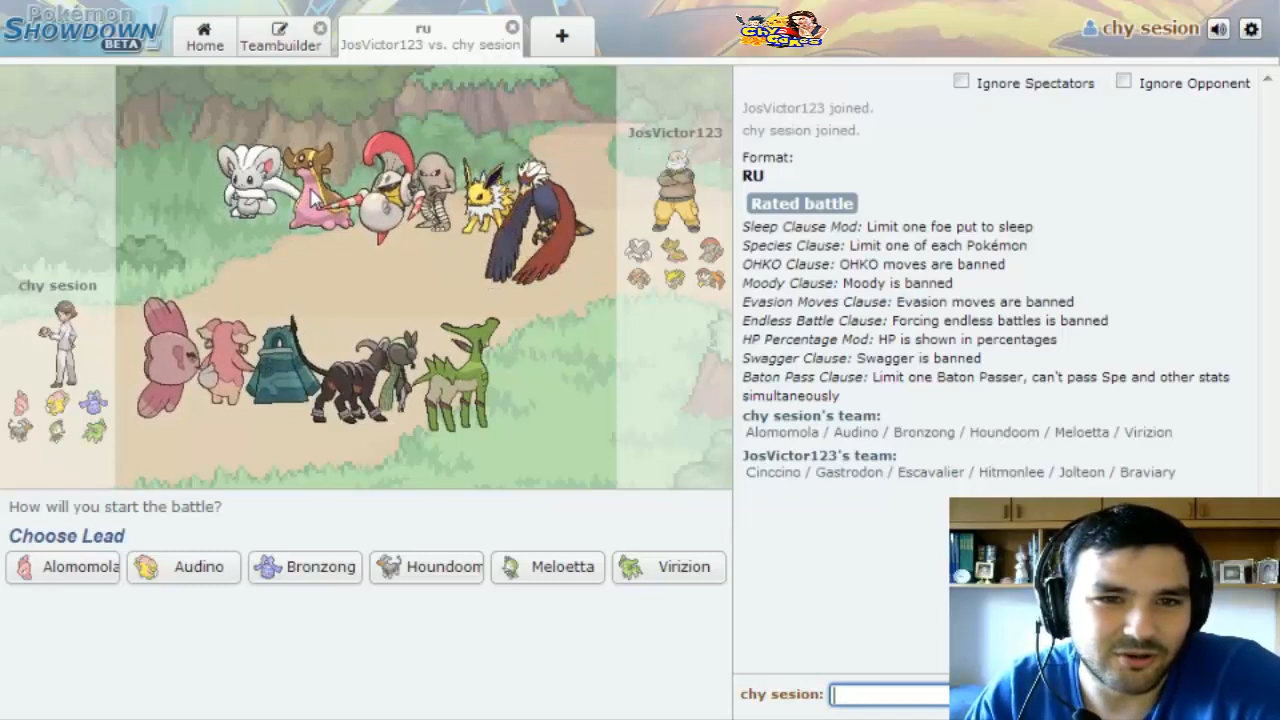 Pokémon
SHOWDOWN
BETA
Home
Teambuilder
ru
JosVictor123 vs. chy sesion
+
Chy
Games
chy sesion
Ignore Spectators
Ignore Opponent
JosVictor123 joined.
chy sesion joined.
Format:
RU
Rated battle
Sleep Clause Mod: Limit one foe put to sleep
Species Clause: Limit one of each Pokémon
OHKO Clause: OHKO moves are banned
Moody Clause: Moody is banned
Evasion Moves Clause: Evasion moves are banned
Endless Battle Clause: Forcing endless battles is banned
HP Percentage Mod: HP is shown in percentages
Swagger Clause: Swagger is banned
Baton Pass Clause: Limit one Baton Passer, can't pass Spe and other stats
simultaneously
chy sesion's team:
Alomomola / Audino / Bronzong / Houndoom / Meloetta / Virizion
JosVictor123's team:
Cinccino / Gastrodon / Escavalier / Hitmonlee / Jolteon / Braviary
JosVictor123
chy sesion
How will you start the battle?
Choose Lead
Alomomola
Audino
Bronzong
Houndoom
Meloetta
Virizion
chy sesion: